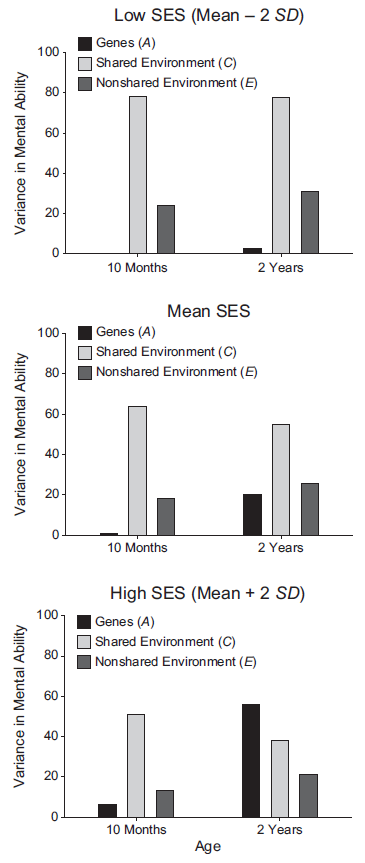 Low SES (Mean – 2 SD)
100
80
60
40
20
0
Variance in Mental Ability
Genes (A)
Shared Environment (C)
Nonshared Environment (E)
10 Months 2 Years
Mean SES
100
80
60
40
20
0
Variance in Mental Ability
Genes (A)
Shared Environment (C)
Nonshared Environment (E)
10 Months 2 Years
High SES (Mean + 2 SD)
100
80
60
40
20
0
Variance in Mental Ability
Genes (A)
Shared Environment (C)
Nonshared Environment (E)
10 Months 2 Years
Age